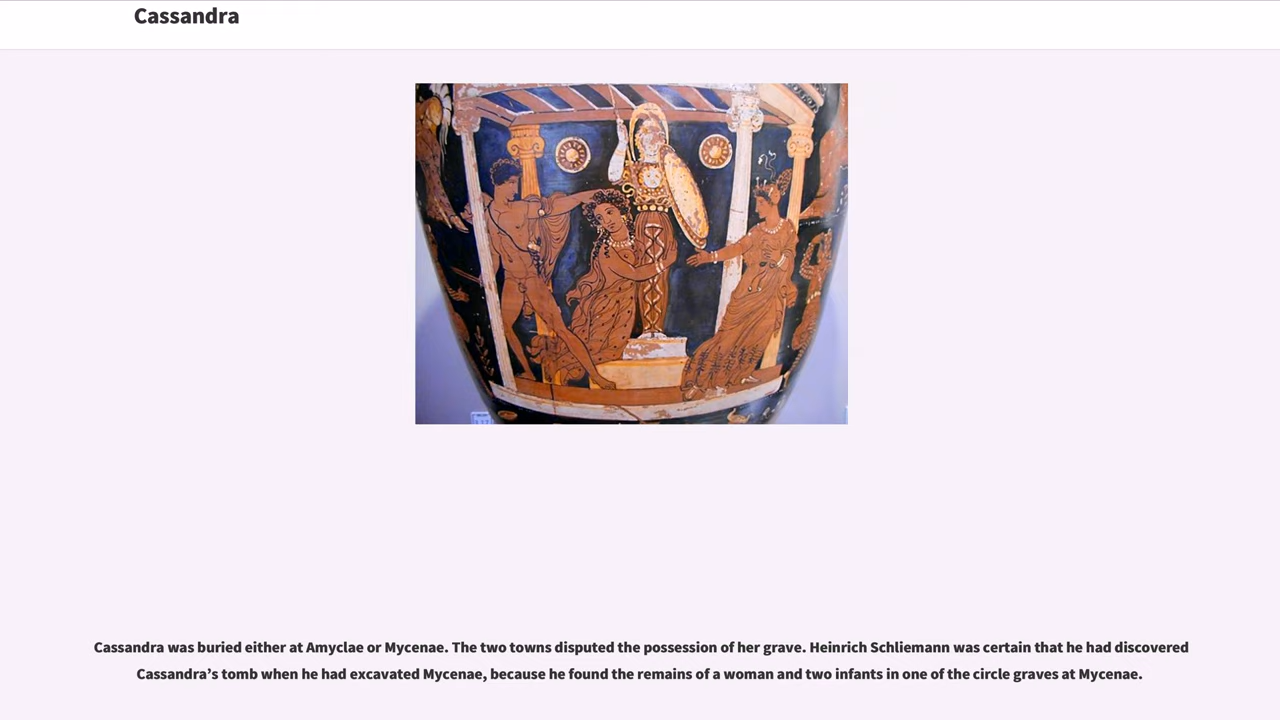 Cassandra
Cassandra was buried either at Amyclae or Mycenae. The two towns disputed the possession of her grave. Heinrich Schliemann was certain that he had discovered
Cassandra’s tomb when he had excavated Mycenae, because he found the remains of a woman and two infants in one of the circle graves at Mycenae.